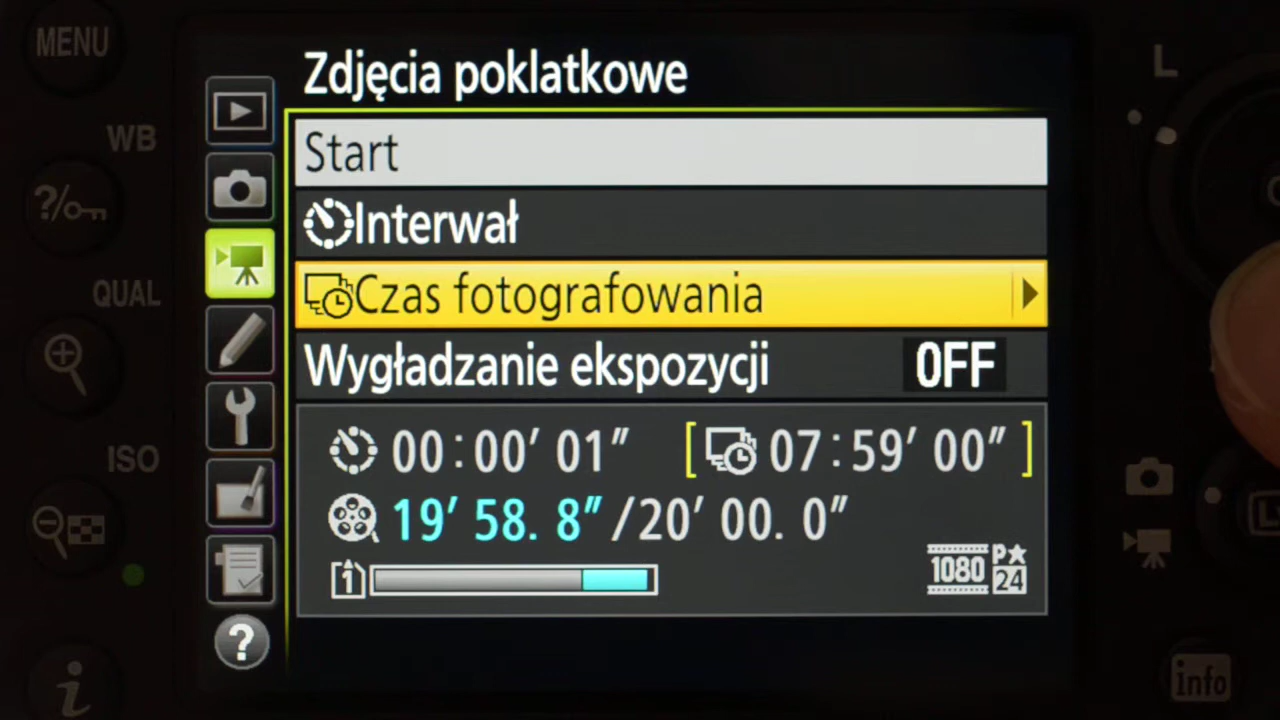 MENU
WB
?/
QUAL
ISO
i
Zdjęcia poklatkowe
Start
Interwał
Czas fotografowania
Wygładzanie ekspozycji OFF
00:00′ 01″ [07:59′ 00″]
19′ 58. 8″/20′ 00. 0″
1
1080 P★ 24
?
L
info